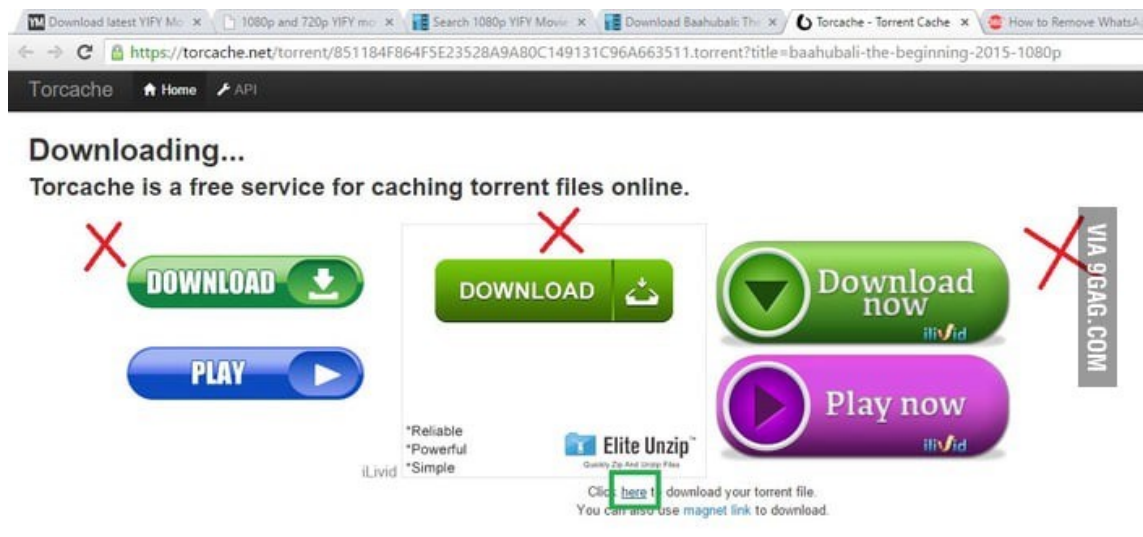 Download latest YIFY Mo
1080p and 720p YIFY mo
Search 1080p YIFY Movie
Download Baahubali: The
Torcache - Torrent Cache
How to Remove WhatsA
https://torcache.net/torrent/851184F864F5E23528A9A80C149131C96A663511.torrent?title=baahubali-the-beginning-2015-1080p
Torcache Home API
Downloading...
Torcache is a free service for caching torrent files online.
DOWNLOAD
PLAY
iLivid
DOWNLOAD
*Reliable
*Powerful
*Simple
Elite Unzip™
Quickly Zip And Unzip Files
Download
now
ilivid
Play now
ilivid
Click here to download your torrent file.
You can also use magnet link to download.
VIA 9GAG.COM